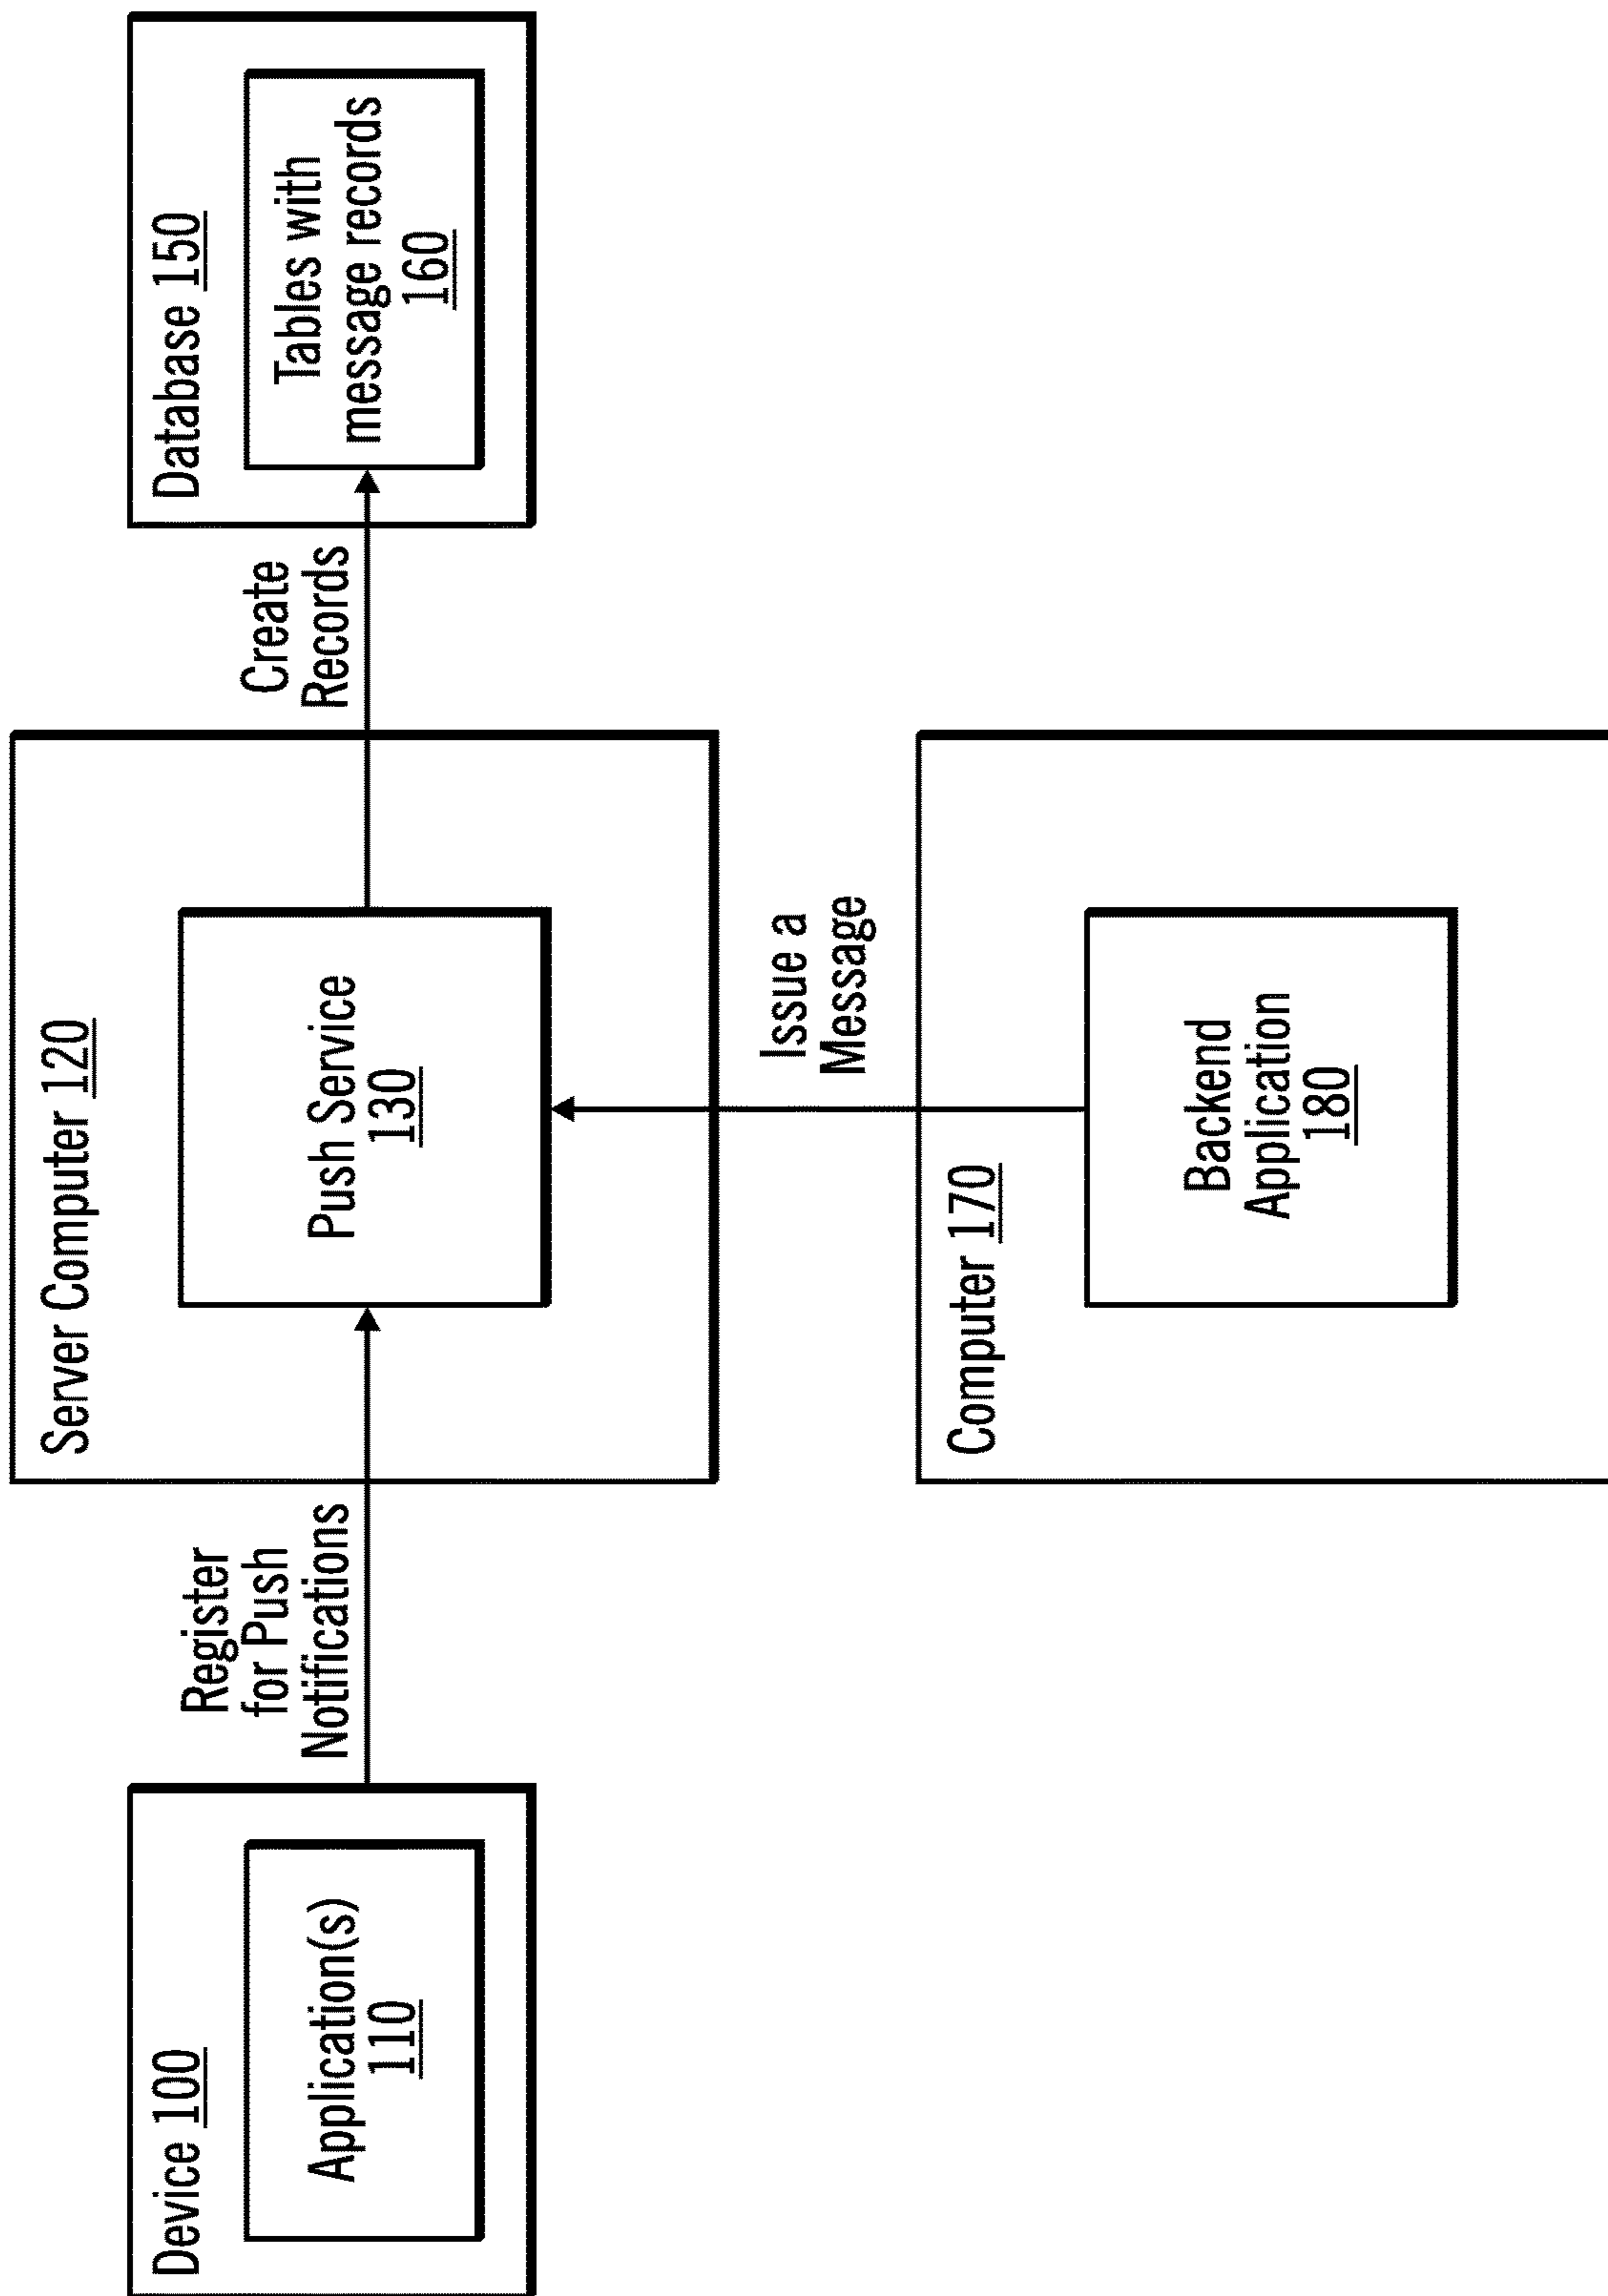 Device 100
Application(s)
110
Register
for Push
Notifications
Server Computer 120
Push Service
130
Create
Records
Database 150
Tables with
message records
160
Issue a
Message
Computer 170
Backend
Application
180